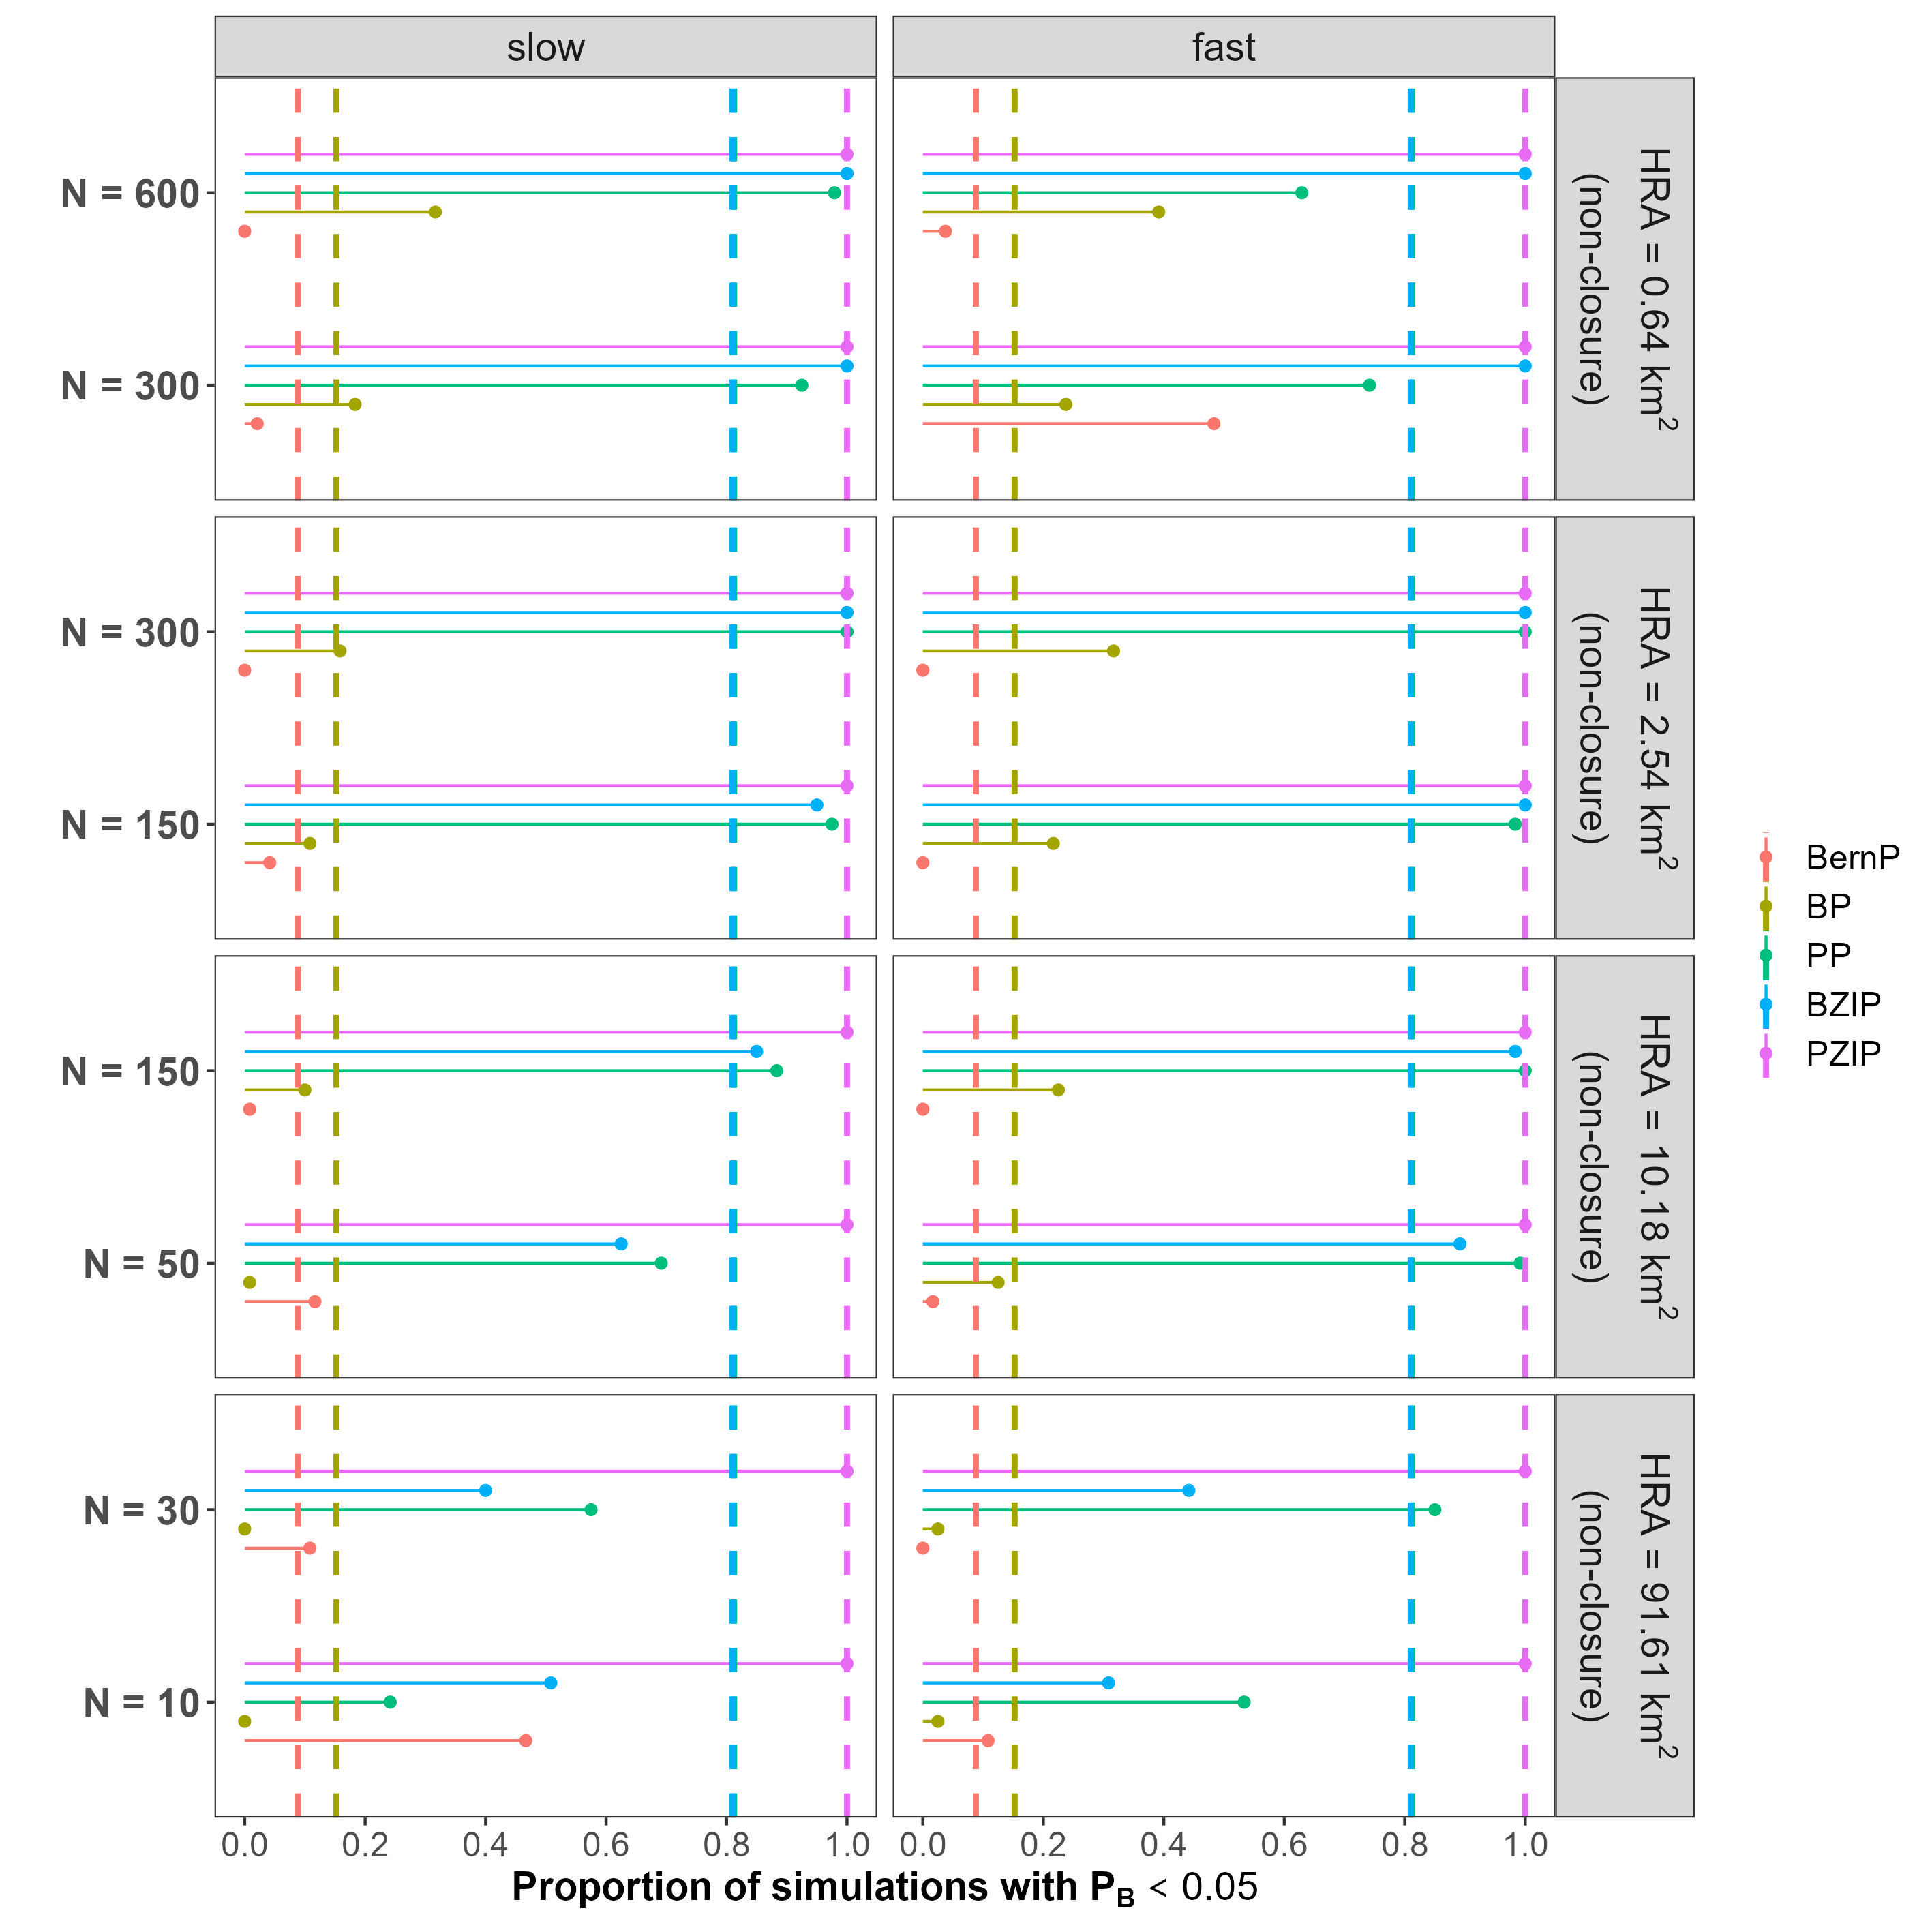 slow
fast
N = 600
N = 300
HRA = 0.64 km²
(non-closure)
N = 300
N = 150
HRA = 2.54 km²
(non-closure)
N = 150
N = 50
HRA = 10.18 km²
(non-closure)
N = 30
N = 10
HRA = 91.61 km²
(non-closure)
0.0 0.2 0.4 0.6 0.8 1.0
0.0 0.2 0.4 0.6 0.8 1.0
Proportion of simulations with P_B < 0.05
BernP
BP
PP
BZIP
PZIP